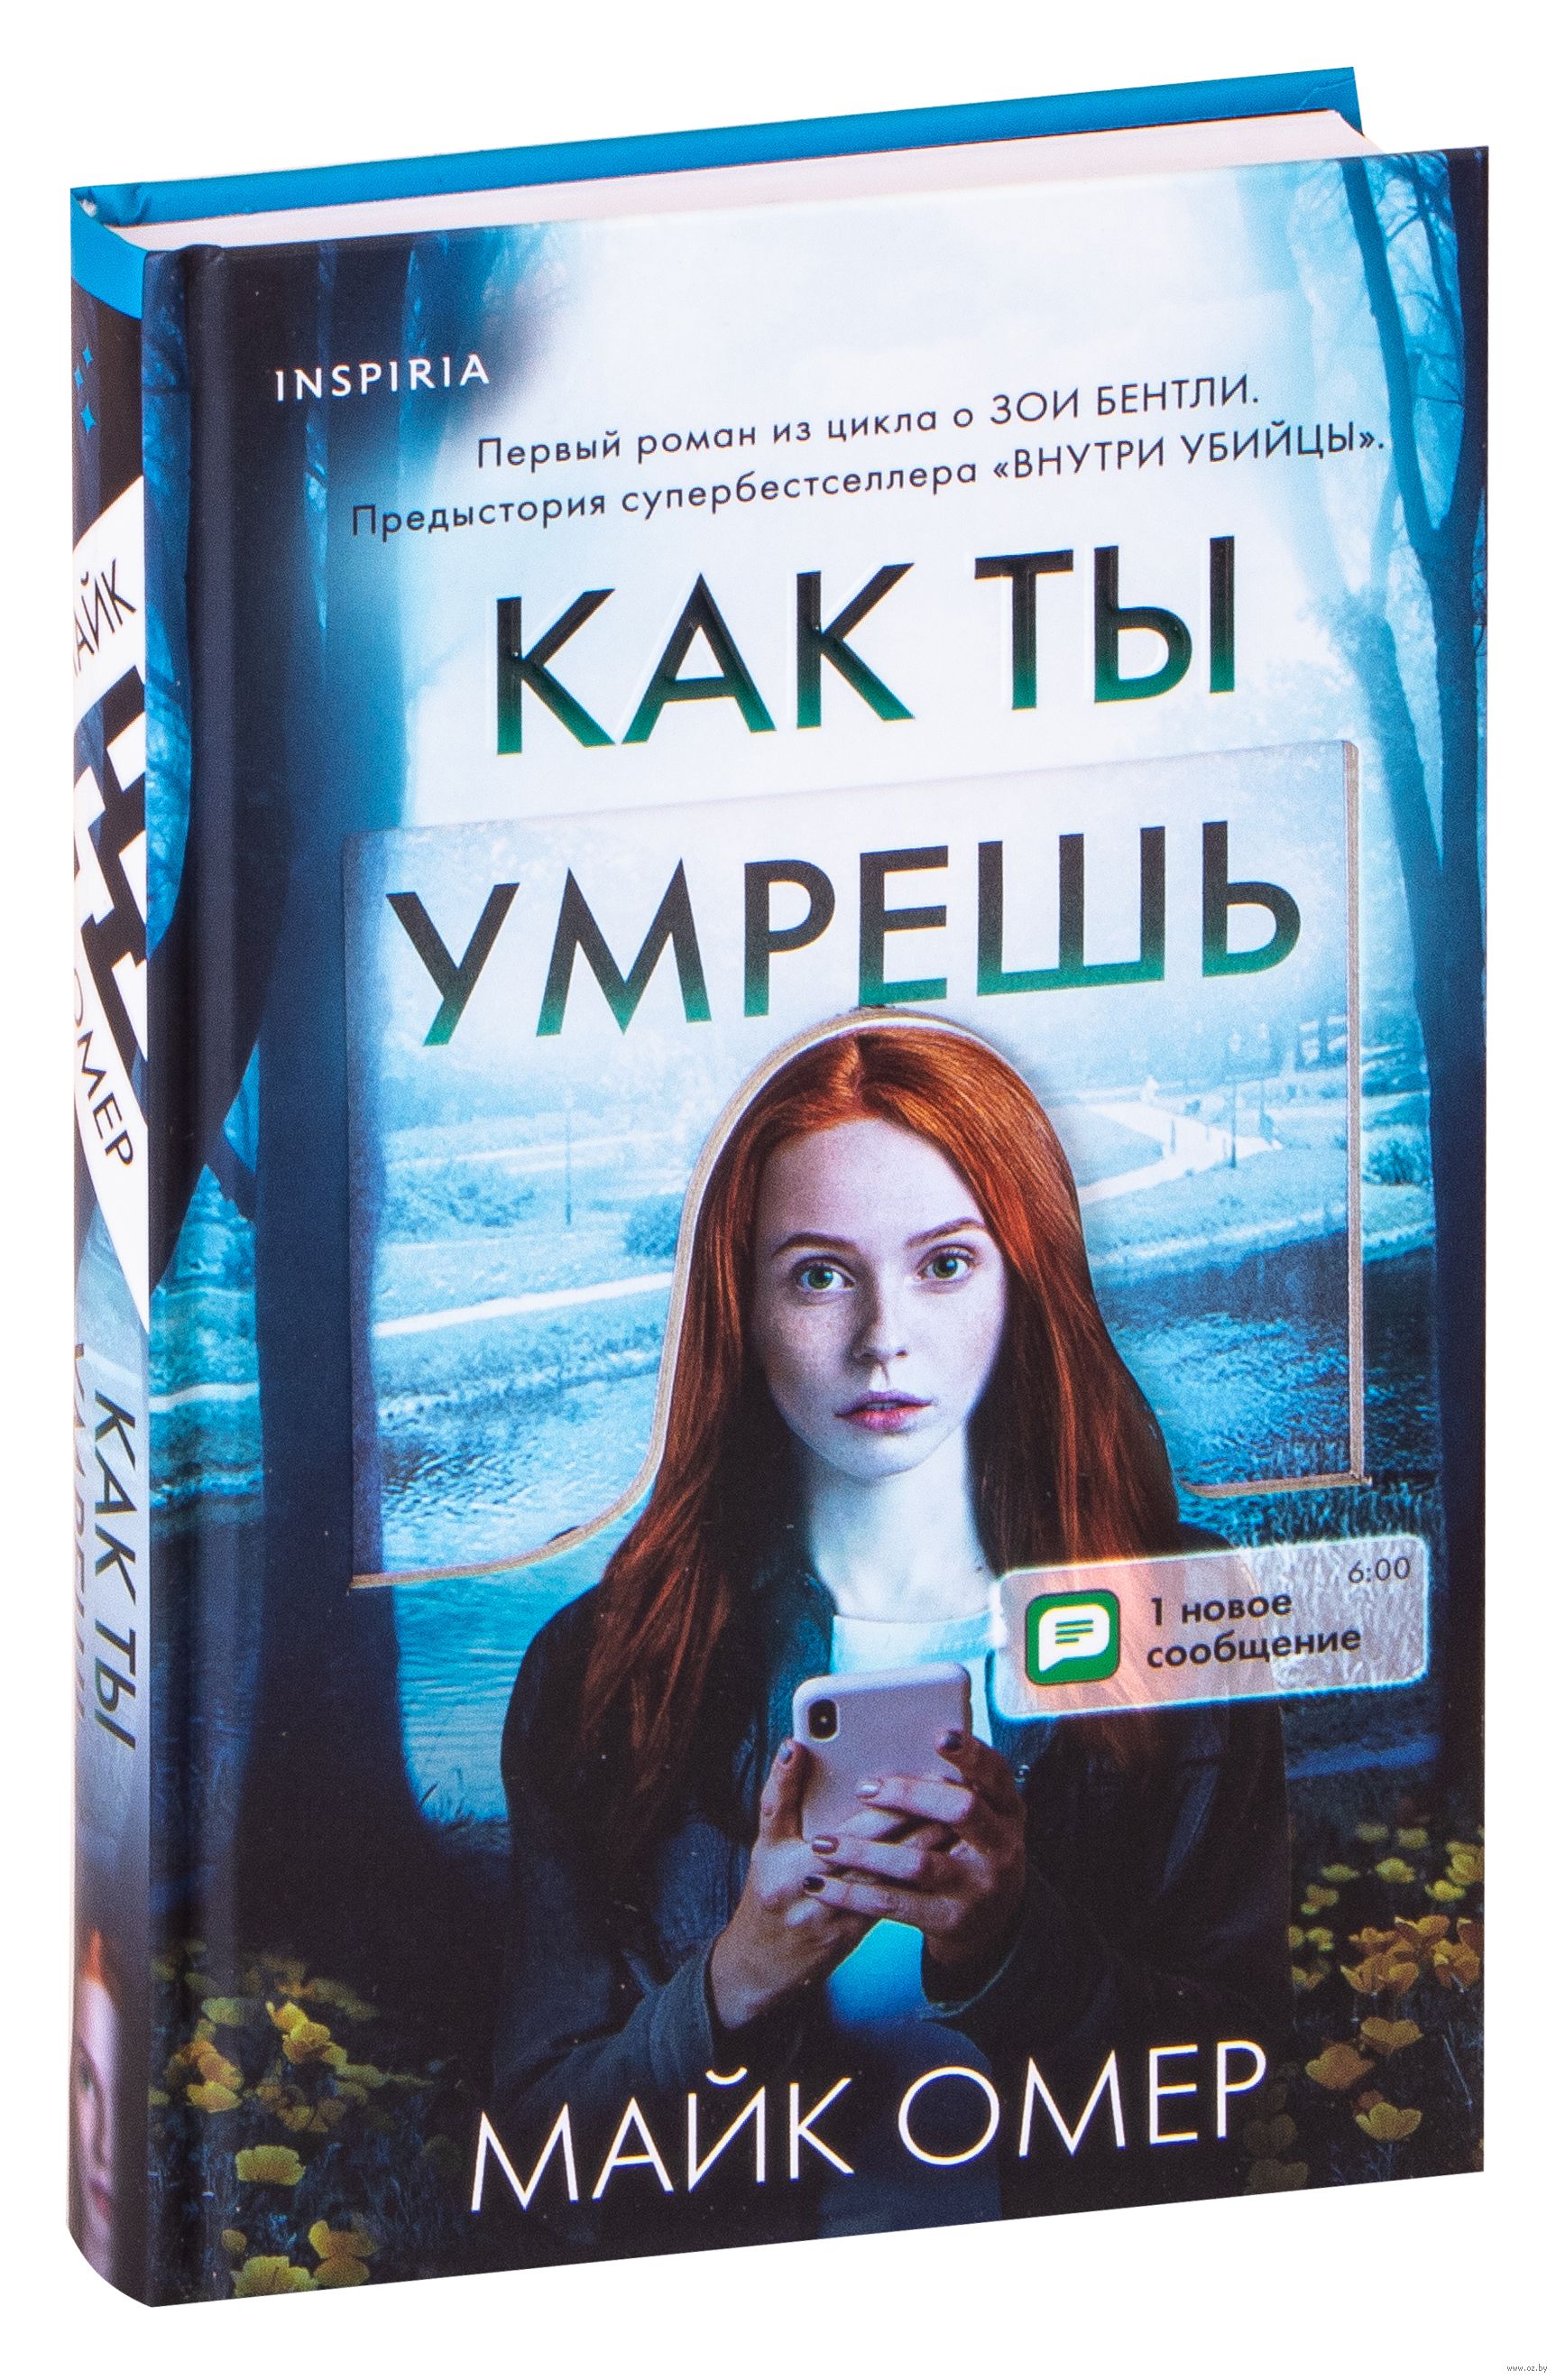 INSPIRIA
Первый роман из цикла о ЗОИ БЕНТЛИ.
Предыстория супербестселлера «ВНУТРИ УБИЙЦЫ».
КАК ТЫ
УМРЕШЬ
6:00
1 новое
сообщение
МАЙК ОМЕР
ОМЕР
КАК ТЫ
www.oz.by